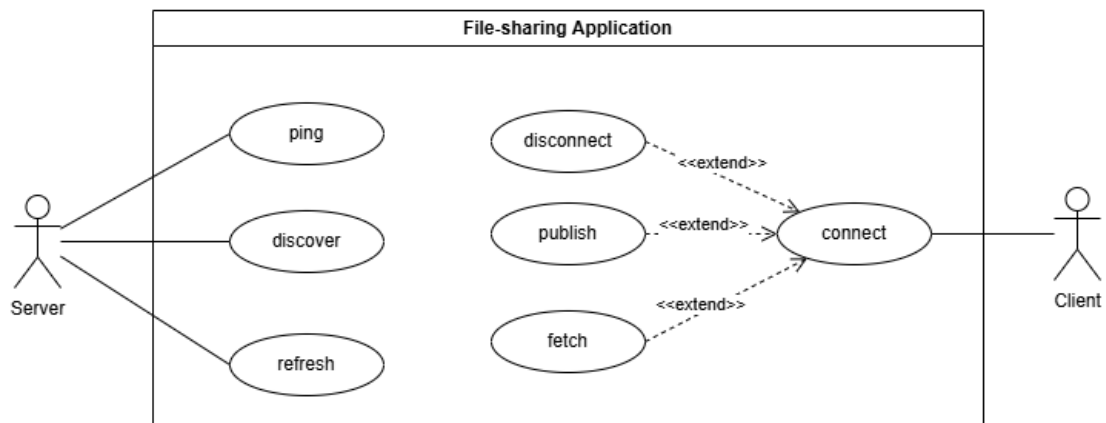 File-sharing Application
ping
disconnect
<<extend>>
discover
publish
<<extend>>
connect
Server
Client
<<extend>>
fetch
refresh